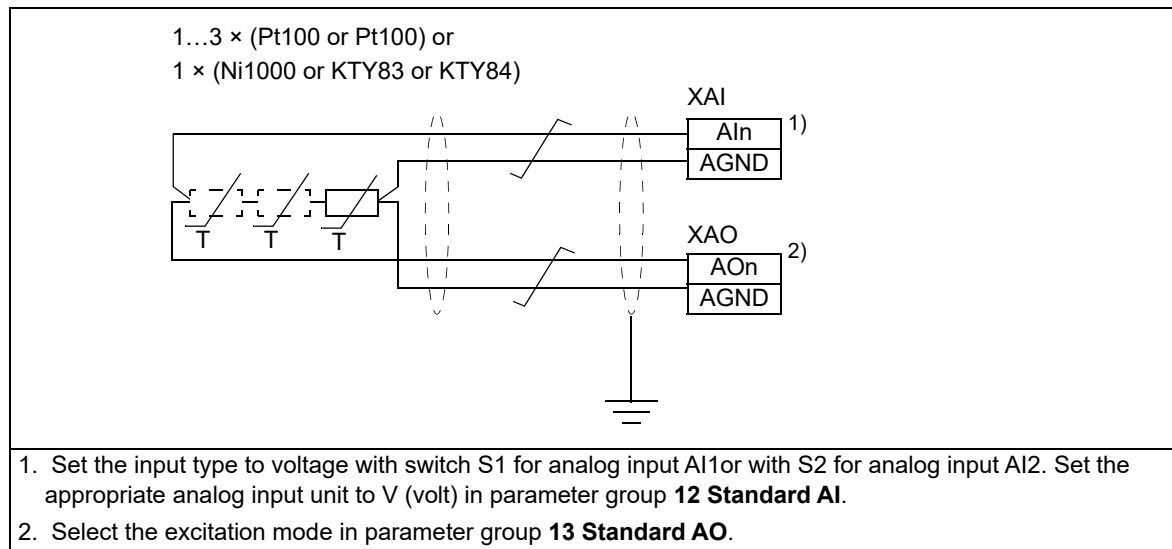 1…3 × (Pt100 or Pt100) or
1 × (Ni1000 or KTY83 or KTY84)
XAI
AIn 1)
AGND
T T T
XAO
AOn 2)
AGND
1. Set the input type to voltage with switch S1 for analog input AI1or with S2 for analog input AI2. Set the
appropriate analog input unit to V (volt) in parameter group 12 Standard AI.
2. Select the excitation mode in parameter group 13 Standard AO.